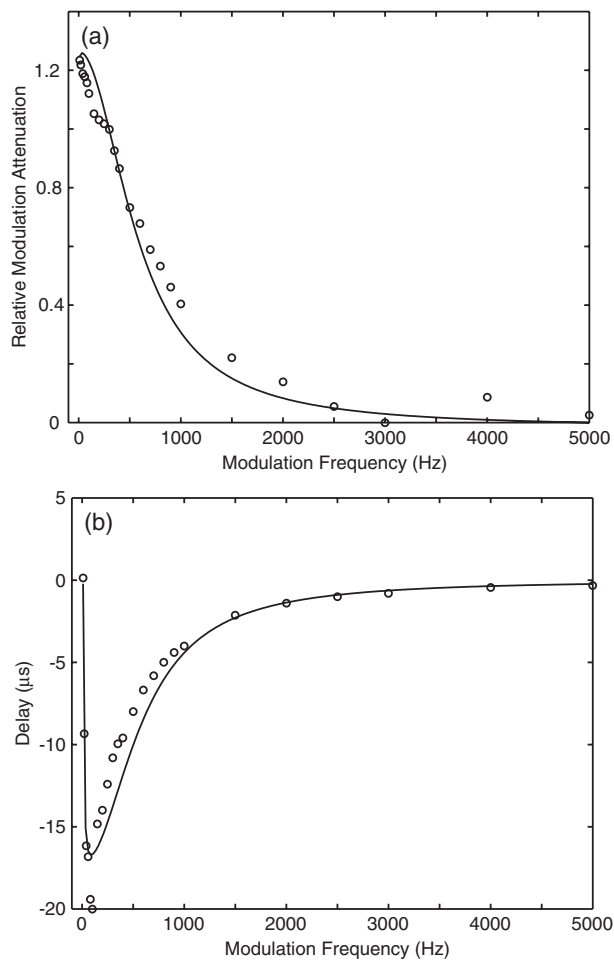 (a)
Relative Modulation Attenuation
1.2
0.8
0.4
0
0 1000 2000 3000 4000 5000
Modulation Frequency (Hz)
(b)
Delay (μs)
5
0
-5
-10
-15
-20
0 1000 2000 3000 4000 5000
Modulation Frequency (Hz)